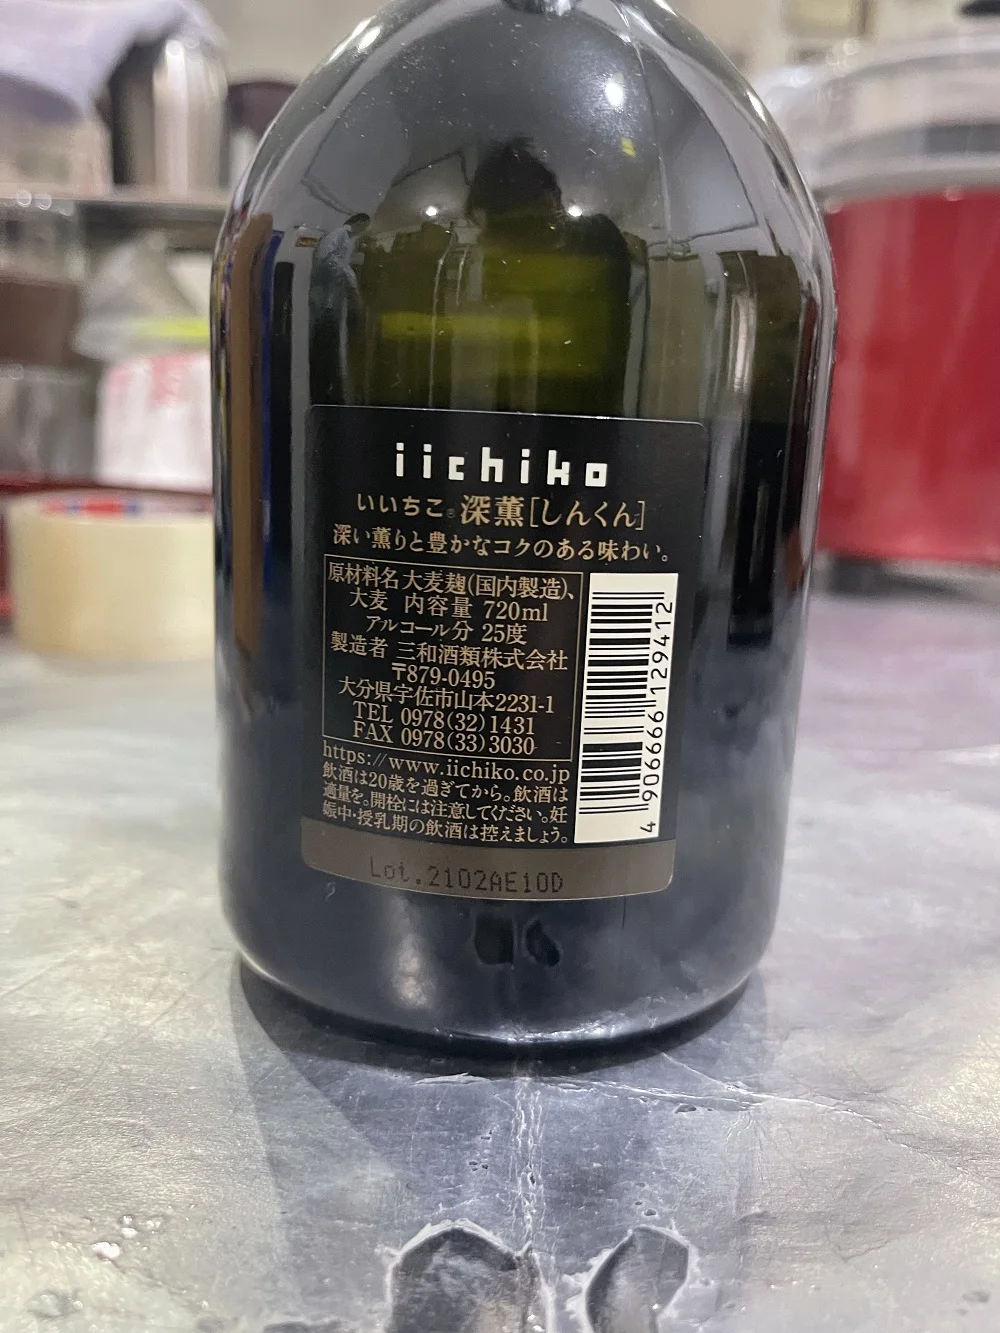 iichiko
いいちこ® 深薫[しんくん]
深い薫りと豊かなコクのある味わい。
原材料名 大麦麹(国内製造)、
大麦 内容量 720ml
アルコール分 25度
製造者 三和酒類株式会社
〒879-0495
大分県宇佐市山本2231-1
TEL 0978(32)1431
FAX 0978(33)3030
https://www.iichiko.co.jp
飲酒は20歳を過ぎてから。飲酒は
適量を。開栓には注意してください。妊
娠中・授乳期の飲酒は控えましょう。
4 906666 129412
Lot.2102AE10D